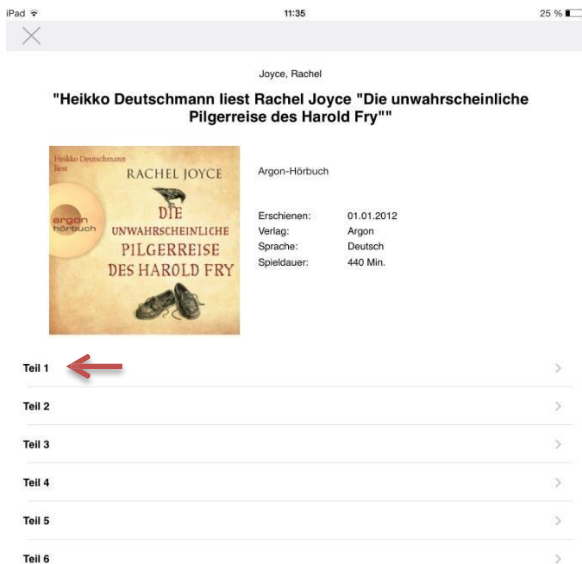 iPad 11:35 25 %
Joyce, Rachel
"Heikko Deutschmann liest Rachel Joyce "Die unwahrscheinliche
Pilgerreise des Harold Fry""
Heikko Deutschmann
liest
RACHEL JOYCE
argon
hörbuch
DIE
UNWAHRSCHEINLICHE
PILGERREISE
DES HAROLD FRY
Argon-Hörbuch
Erschienen: 01.01.2012
Verlag: Argon
Sprache: Deutsch
Spieldauer: 440 Min.
Teil 1
Teil 2
Teil 3
Teil 4
Teil 5
Teil 6